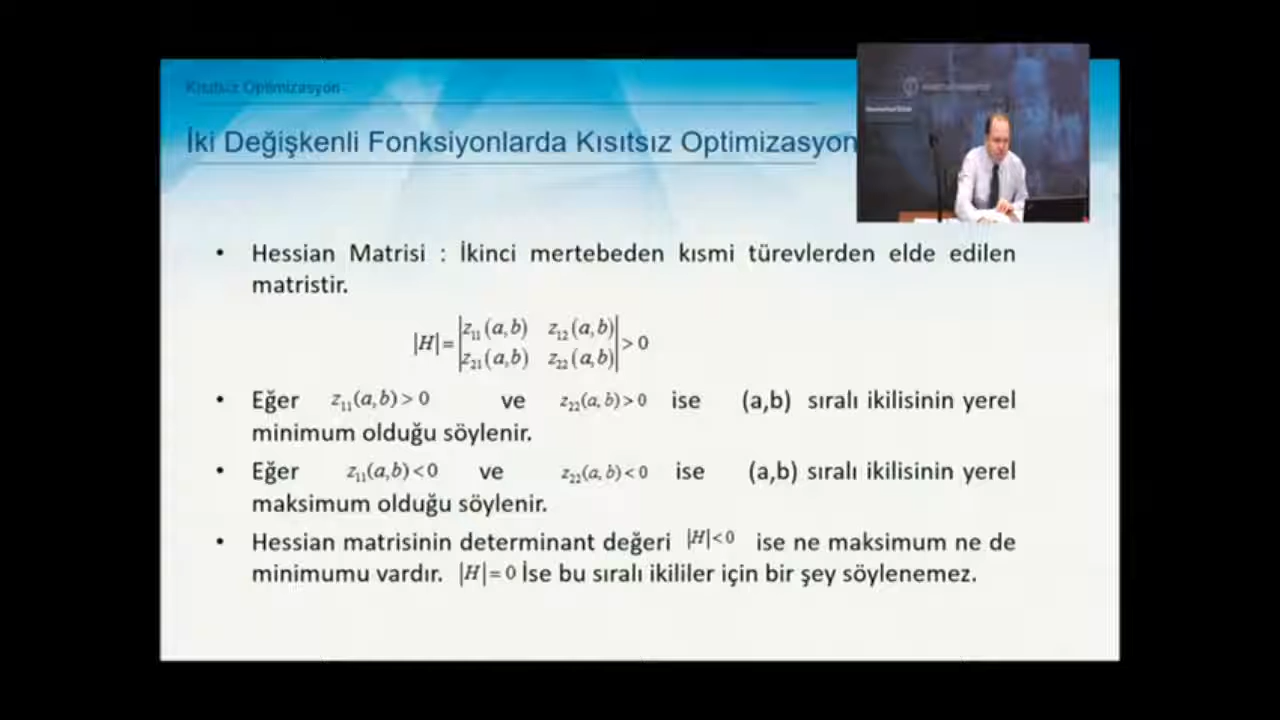 Kısıtsız Optimizasyon
İki Değişkenli Fonksiyonlarda Kısıtsız Optimizasyon
• Hessian Matrisi : İkinci mertebeden kısmi türevlerden elde edilen
matristir.
|H|=|z₁₁(a,b) z₁₂(a,b)|
|z₂₁(a,b) z₂₂(a,b)|>0
• Eğer z₁₁(a,b)>0 ve z₂₂(a,b)>0 ise (a,b) sıralı ikilisinin yerel
minimum olduğu söylenir.
• Eğer z₁₁(a,b)<0 ve z₂₂(a,b)<0 ise (a,b) sıralı ikilisinin yerel
maksimum olduğu söylenir.
• Hessian matrisinin determinant değeri |H|<0 ise ne maksimum ne de
minimumu vardır. |H|=0 İse bu sıralı ikililer için bir şey söylenemez.